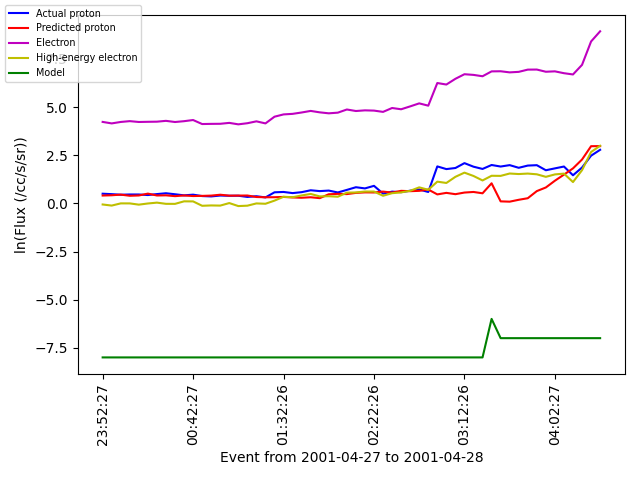 Actual proton
Predicted proton
Electron
High-energy electron
Model
5.0
2.5
0.0
−2.5
−5.0
−7.5
ln(Flux (/cc/s/sr))
23:52:27
00:42:27
01:32:26
02:22:26
03:12:26
04:02:27
Event from 2001-04-27 to 2001-04-28